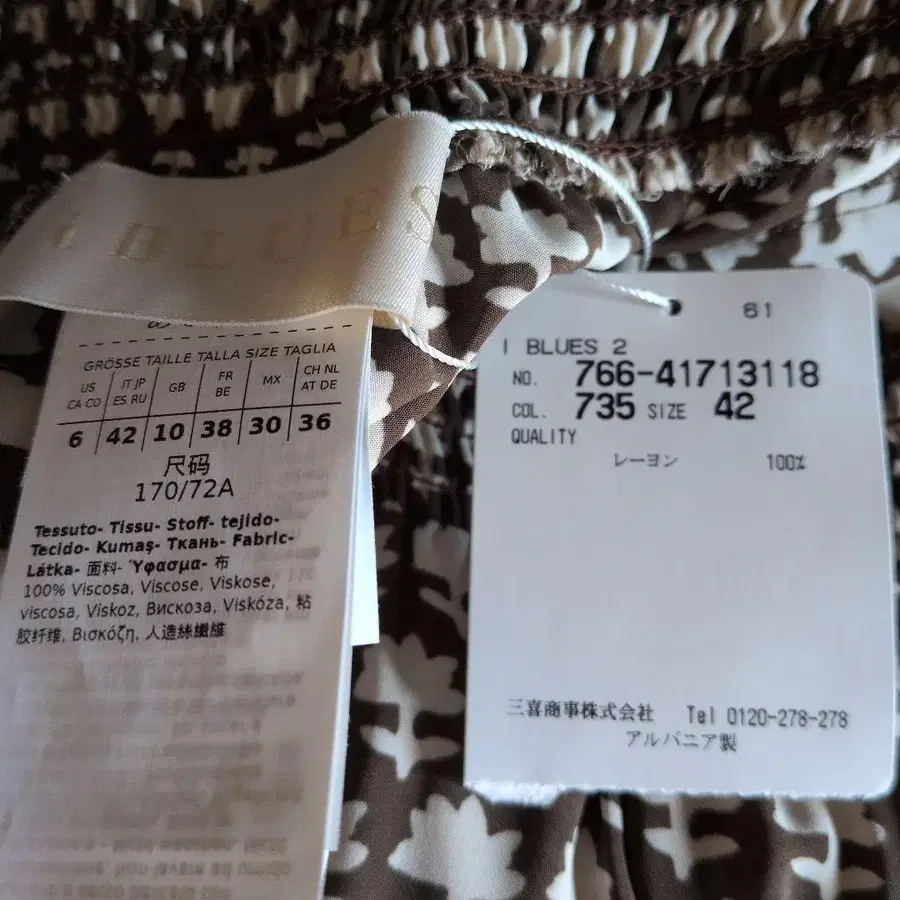 I BLUES
GRÖSSE TAILLE TALLA SIZE TAGLIA
US CA CO
IT JP ES RU
GB
FR BE
MX
CH NL AT DE
6 42 10 38 30 36
尺码
170/72A
Tessuto- Tissu- Stoff- tejido-
Tecido- Kumaş- Ткань- Fabric-
Látka- 面料- Ύφασμα- 布
100% Viscosa, Viscose, Viskose,
viscosa, Viskoz, Вискоза, Viskóza, 粘
胶纤维, Βισκόζη, 人造絲纖維
61
I BLUES 2
NO. 766-41713118
COL. 735 SIZE 42
QUALITY
レーヨン 100%
三喜商事株式会社 Tel 0120-278-278
アルバニア製